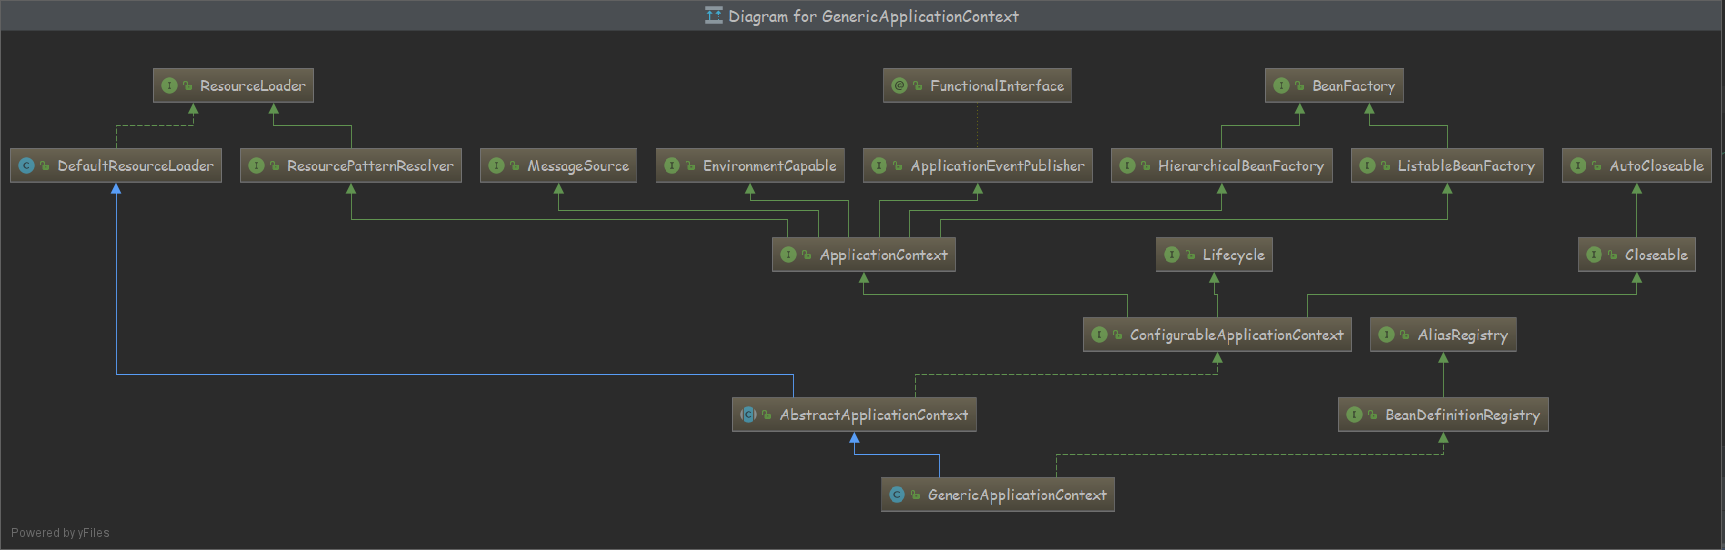 Diagram for GenericApplicationContext
ResourceLoader
FunctionalInterface
BeanFactory
DefaultResourceLoader
ResourcePatternResolver
MessageSource
EnvironmentCapable
ApplicationEventPublisher
HierarchicalBeanFactory
ListableBeanFactory
AutoCloseable
ApplicationContext
Lifecycle
Closeable
ConfigurableApplicationContext
AliasRegistry
AbstractApplicationContext
BeanDefinitionRegistry
GenericApplicationContext
Powered by yFiles